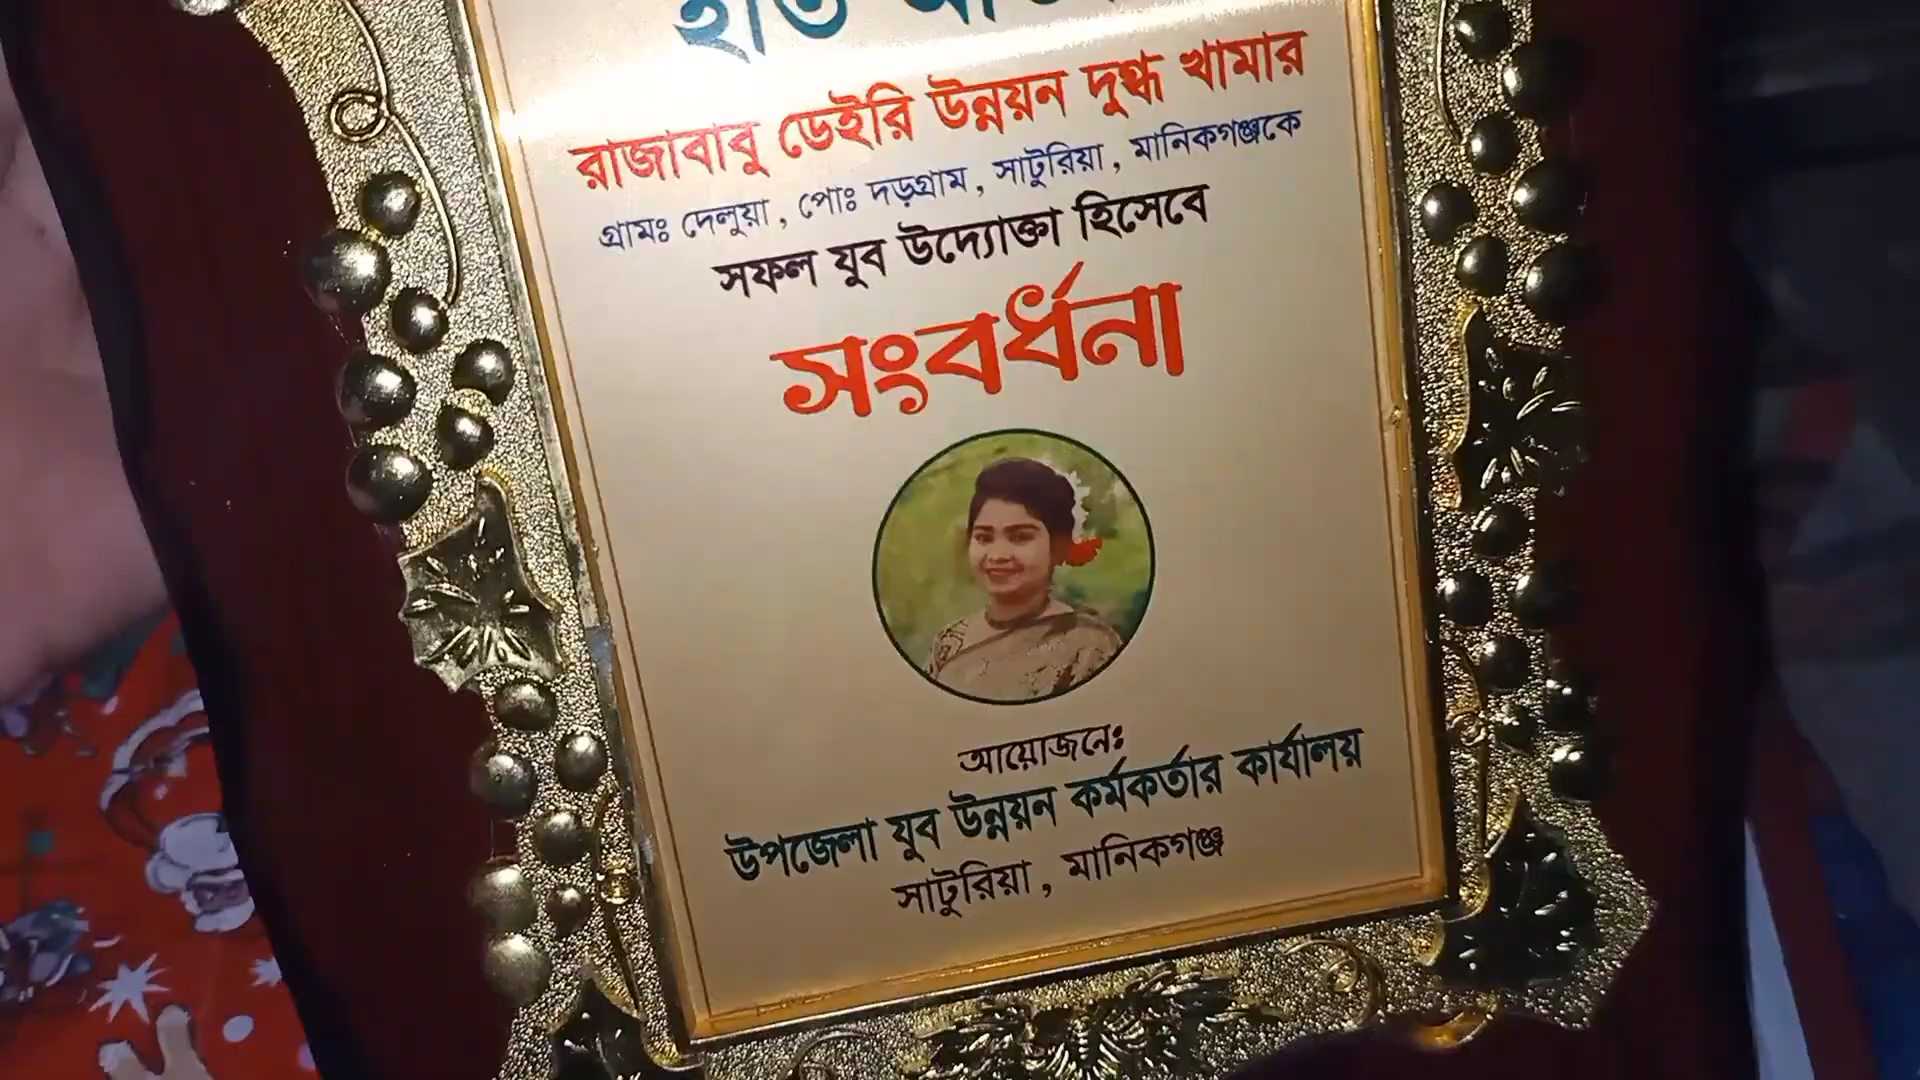 রাজাবাবু ডেইরি উন্নয়ন দুগ্ধ খামার
গ্রামঃ দেলুয়া, পোঃ দড়গ্রাম, সাটুরিয়া, মানিকগঞ্জকে
সফল যুব উদ্যোক্তা হিসেবে
সংবর্ধনা
আয়োজনেঃ
উপজেলা যুব উন্নয়ন কর্মকর্তার কার্যালয়
সাটুরিয়া, মানিকগঞ্জ